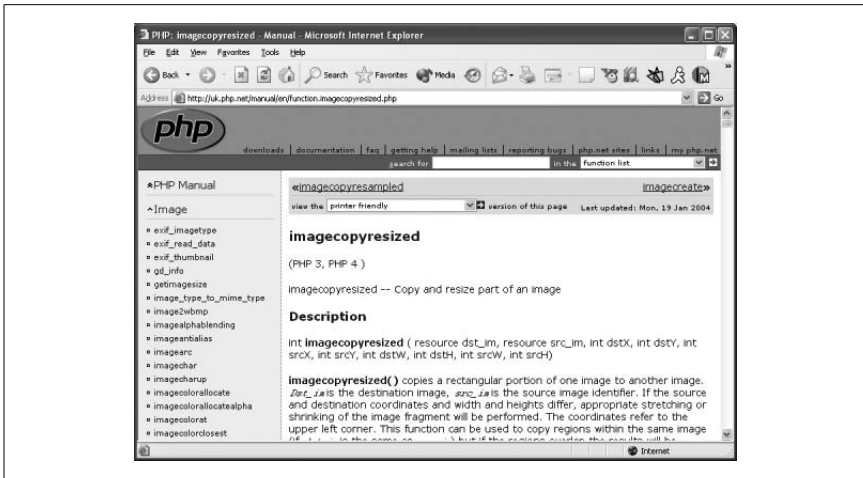 PHP: imagecopyresized - Manual - Microsoft Internet Explorer
File Edit View Favorites Tools Help
Back Search Favorites Media
Address http://uk.php.net/manual/en/function.imagecopyresized.php Go
php
downloads | documentation | faq | getting help | mailing lists | reporting bugs | php.net sites | links | my php.net
search for in the function list
PHP Manual
Image
exif_imagetype
exif_read_data
exif_thumbnail
gd_info
getimagesize
image_type_to_mime_type
image2wbmp
imagealphablending
imageantialias
imagearc
imagechar
imagecharup
imagecolorallocate
imagecolorallocatealpha
imagecolorat
imagecolorclosest
«imagecopyresampled imagecreate»
view the printer friendly version of this page Last updated: Mon, 19 Jan 2004
imagecopyresized
(PHP 3, PHP 4 )
imagecopyresized -- Copy and resize part of an image
Description
int imagecopyresized ( resource dst_im, resource src_im, int dstX, int dstY, int
srcX, int srcY, int dstW, int dstH, int srcW, int srcH)
imagecopyresized() copies a rectangular portion of one image to another image.
Dst_im is the destination image, src_im is the source image identifier. If the source
and destination coordinates and width and heights differ, appropriate stretching or
shrinking of the image fragment will be performed. The coordinates refer to the
upper left corner. This function can be used to copy regions within the same image
Internet